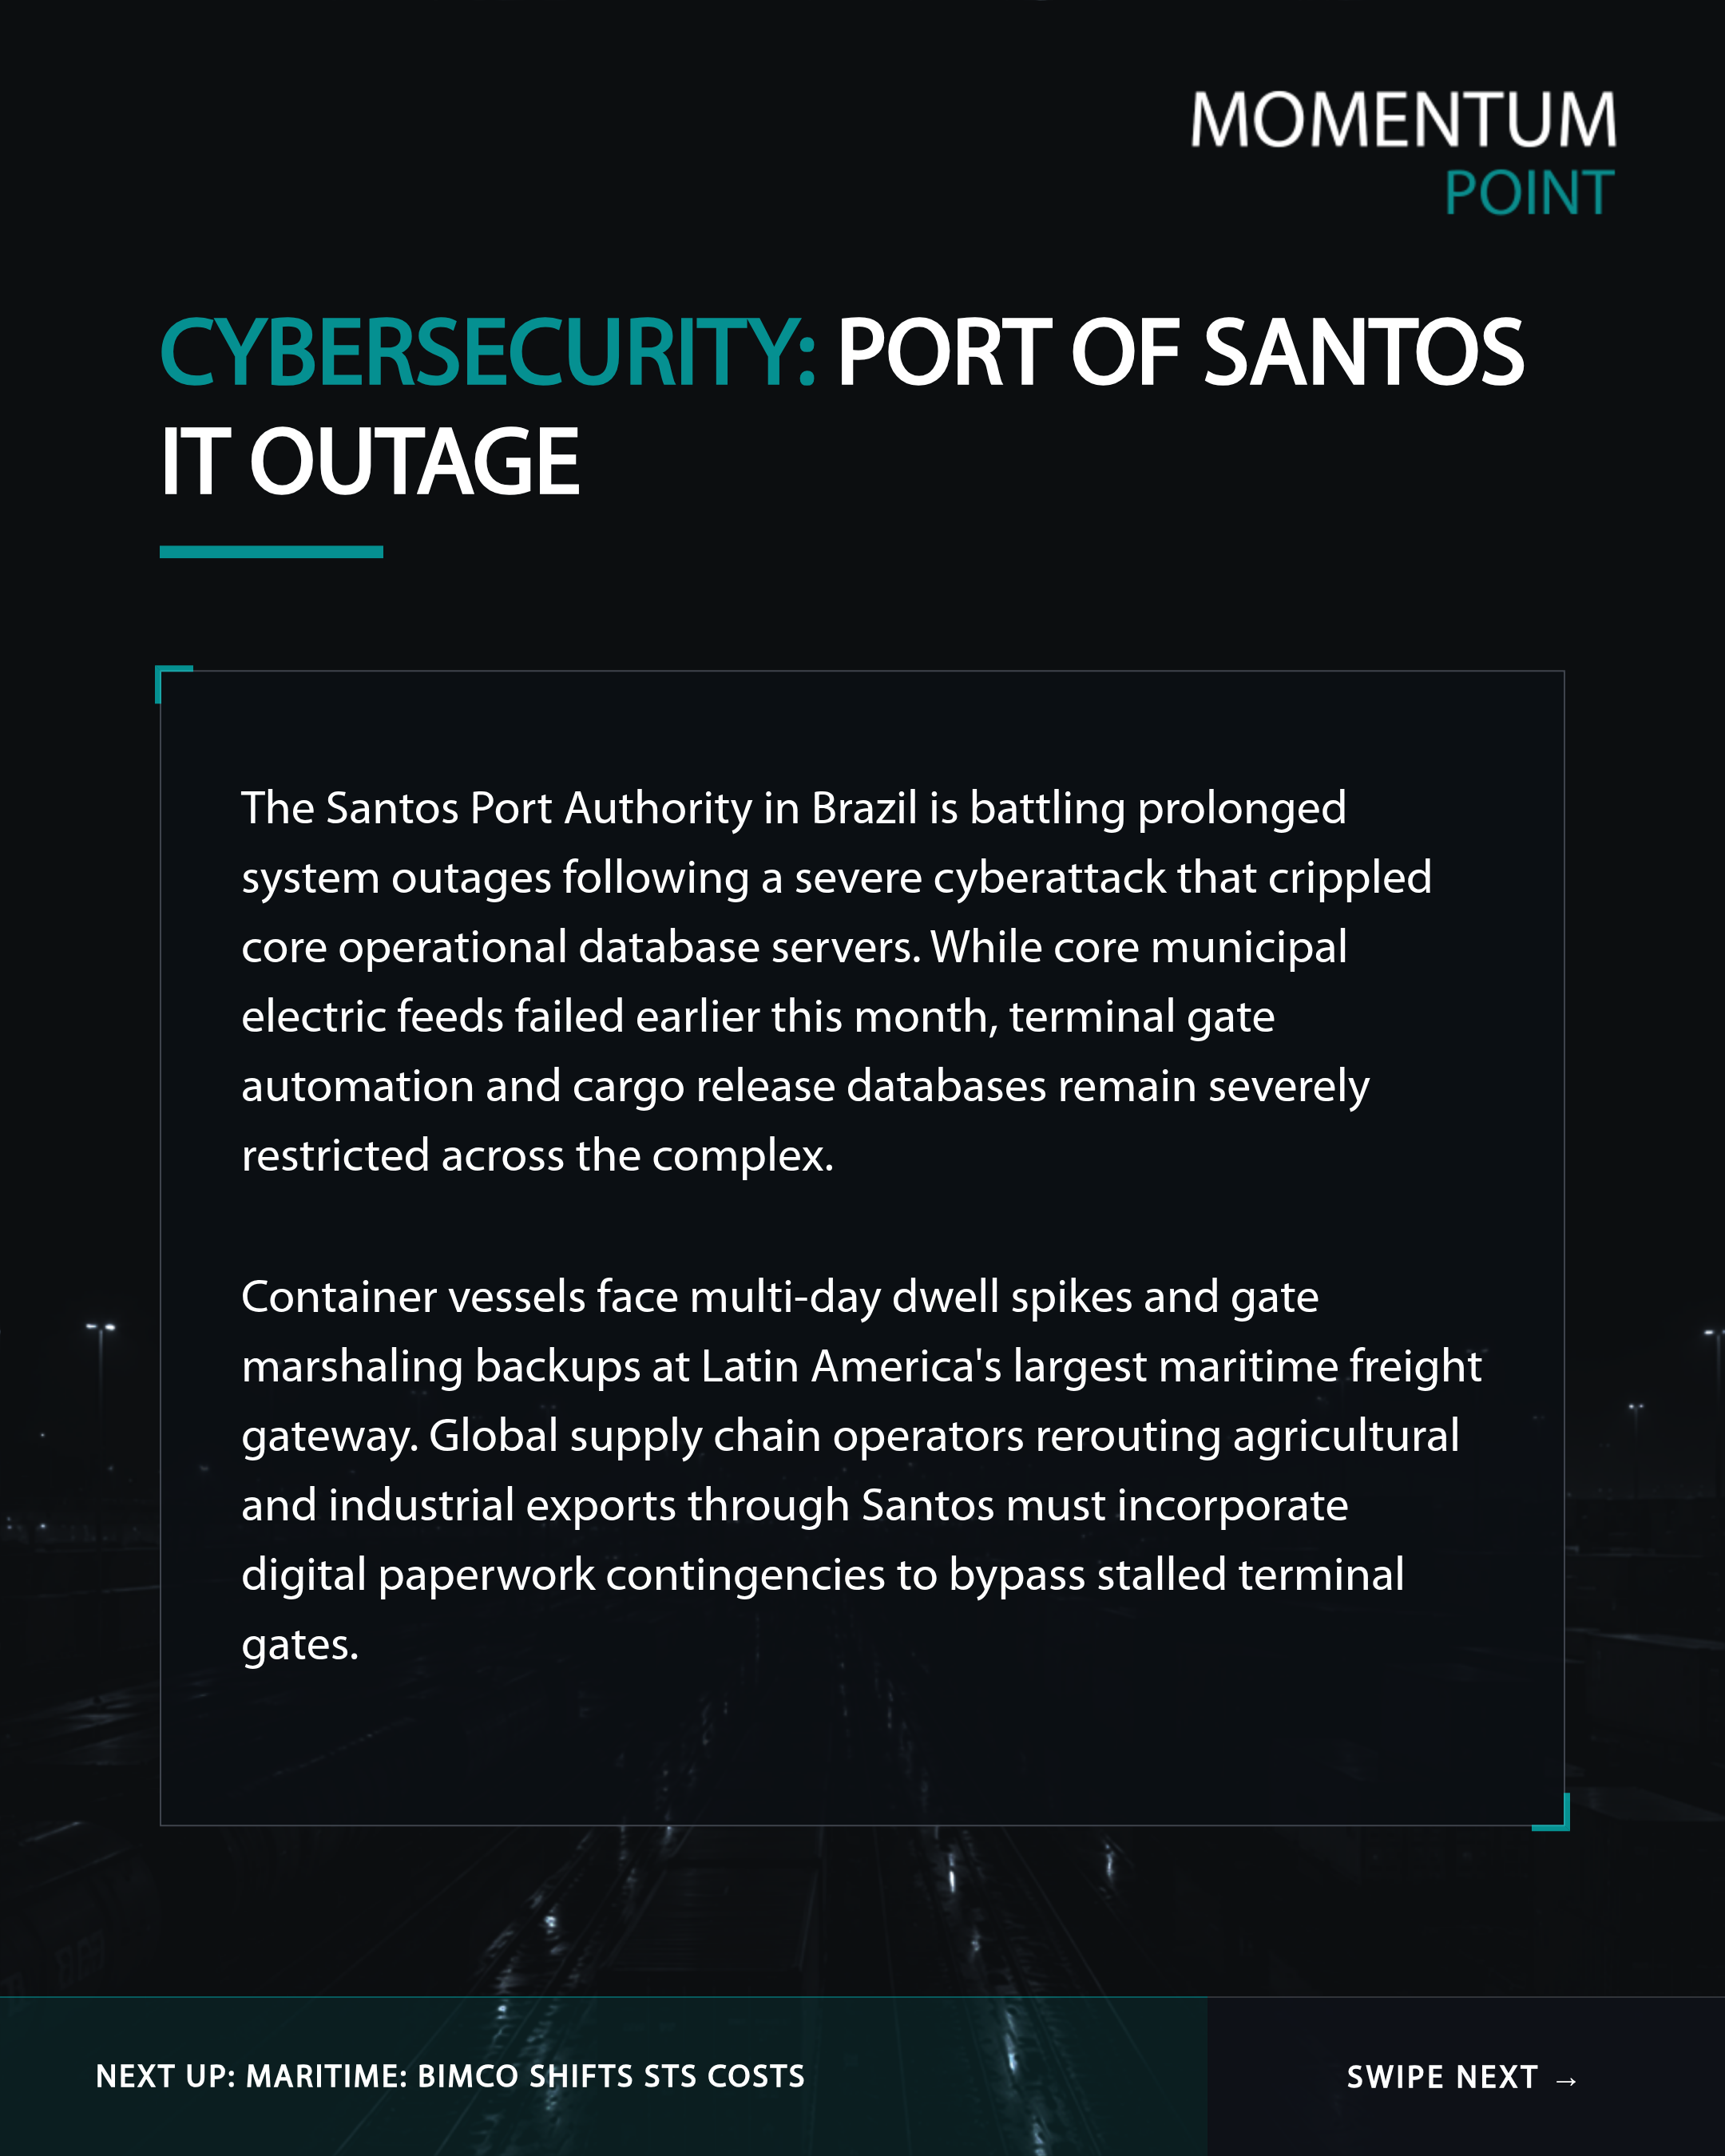 MOMENTUM
POINT
CYBERSECURITY: PORT OF SANTOS
IT OUTAGE
The Santos Port Authority in Brazil is battling prolonged
system outages following a severe cyberattack that crippled
core operational database servers. While core municipal
electric feeds failed earlier this month, terminal gate
automation and cargo release databases remain severely
restricted across the complex.
Container vessels face multi-day dwell spikes and gate
marshaling backups at Latin America's largest maritime freight
gateway. Global supply chain operators rerouting agricultural
and industrial exports through Santos must incorporate
digital paperwork contingencies to bypass stalled terminal
gates.
NEXT UP: MARITIME: BIMCO SHIFTS STS COSTS
SWIPE NEXT →